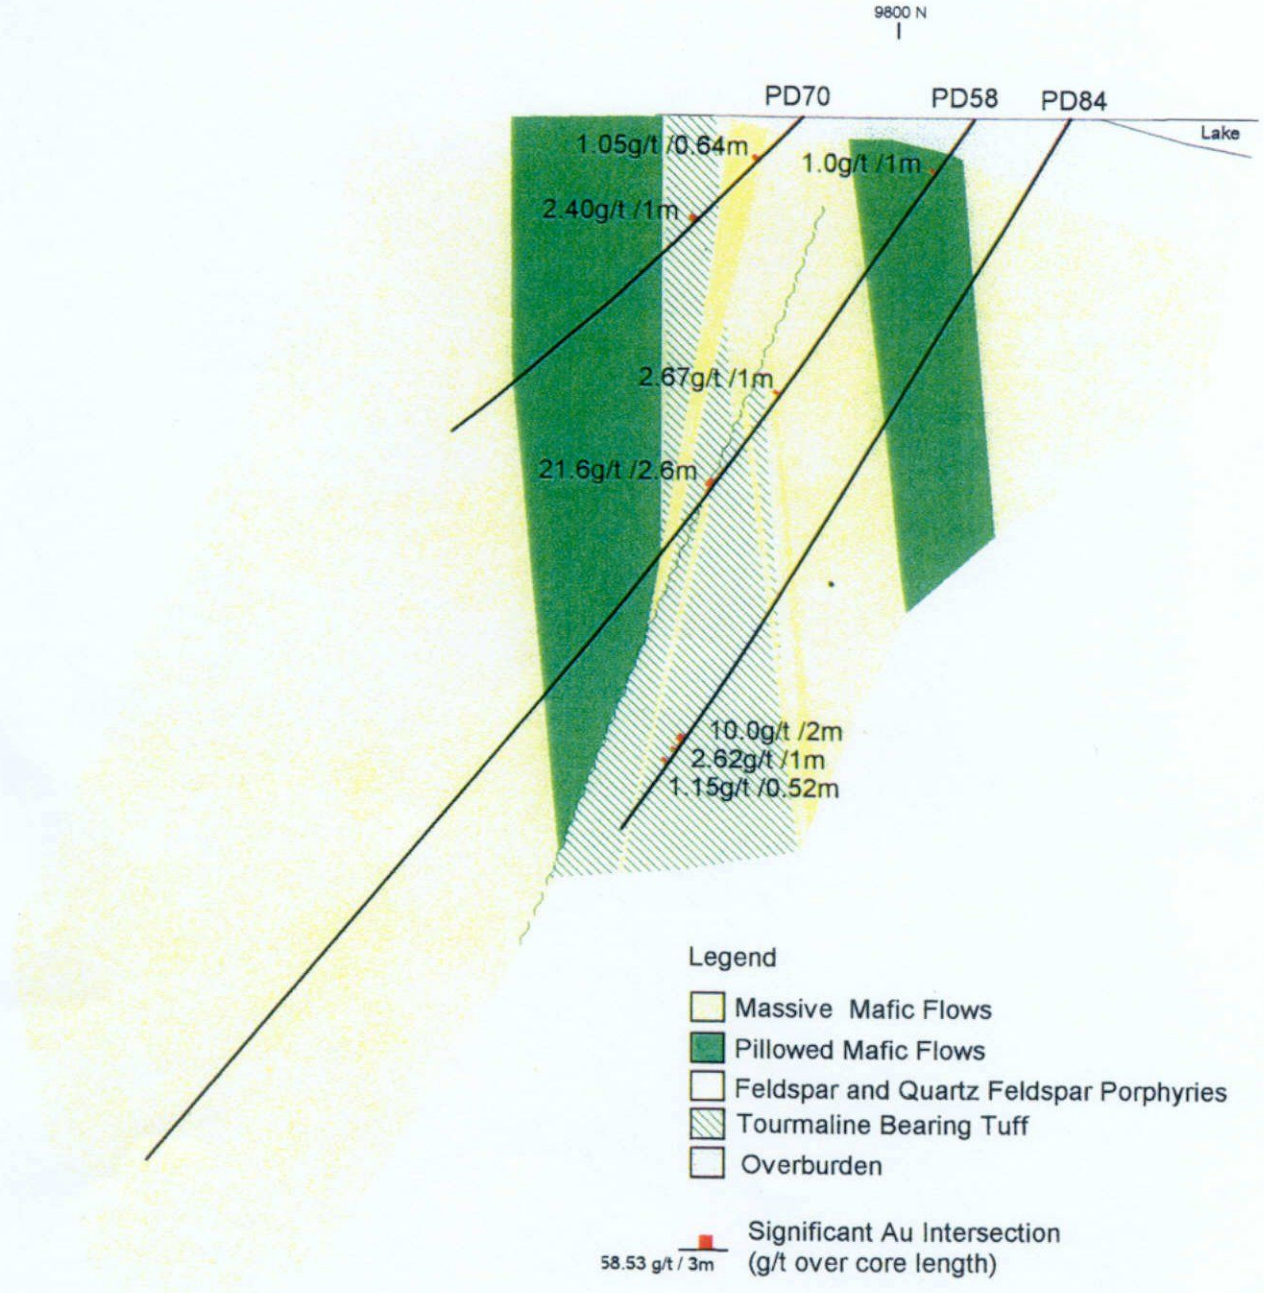 9800 N
PD70
PD58
PD84
Lake
1.05g/t /0.64m
1.0g/t /1m
2.40g/t /1m
2.67g/t /1m
21.6g/t /2.6m
10.0g/t /2m
2.62g/t /1m
1.15g/t /0.52m
Legend
Massive Mafic Flows
Pillowed Mafic Flows
Feldspar and Quartz Feldspar Porphyries
Tourmaline Bearing Tuff
Overburden
Significant Au Intersection
58.53 g/t / 3m (g/t over core length)